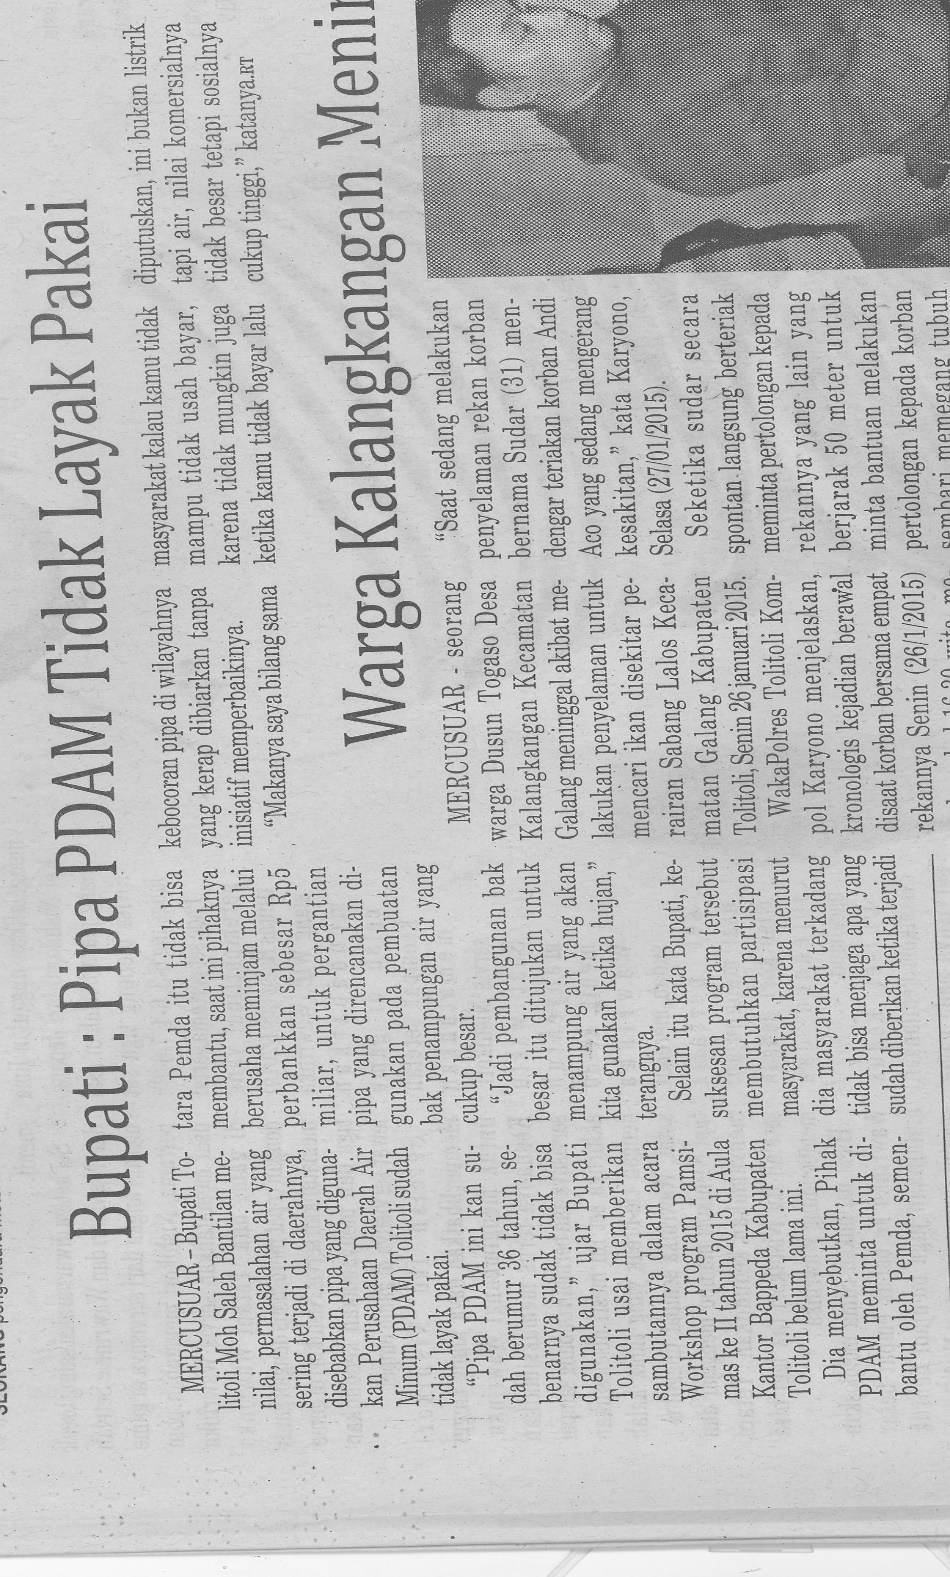 Bupati : Pipa PDAM Tidak Layak Pakai
MERCUSUAR – Bupati To-
litoli Moh Saleh Bantilan me-
nilai, permasalahan air yang
sering terjadi di daerahnya,
disebabkan pipa yang diguna-
kan Perusahaan Daerah Air
Minum (PDAM) Tolitoli sudah
tidak layak pakai.
“Pipa PDAM ini kan su-
dah berumur 36 tahun, se-
benarnya sudak tidak bisa
digunakan,” ujar Bupati
Tolitoli usai memberikan
sambutannya dalam acara
Workshop program Pamsi-
mas ke II tahun 2015 di Aula
Kantor Bappeda Kabupaten
Tolitoli belum lama ini.
Dia menyebutkan, Pihak
PDAM meminta untuk di-
bantu oleh Pemda, semen-
tara Pemda itu tidak bisa
membantu, saat ini pihaknya
berusaha meminjam melalui
perbankkan sebesar Rp5
miliar, untuk pergantian
pipa yang direncanakan di-
gunakan pada pembuatan
bak penampungan air yang
cukup besar.
“Jadi pembangunan bak
besar itu ditujukan untuk
menampung air yang akan
kita gunakan ketika hujan,”
terangnya.
Selain itu kata Bupati, ke-
suksesan program tersebut
membutuhkan partisipasi
masyarakat, karena menurut
dia masyarakat terkadang
tidak bisa menjaga apa yang
sudah diberikan ketika terjadi
kebocoran pipa di wilayahnya
yang kerap dibiarkan tanpa
inisiatif memperbaikinya.
“Makanya saya bilang sama
masyarakat kalau kamu tidak
mampu tidak usah bayar,
karena tidak mungkin juga
ketika kamu tidak bayar lalu
diputuskan, ini bukan listrik
tapi air, nilai komersialnya
tidak besar tetapi sosialnya
cukup tinggi,” katanya.RT
Warga Kalangkangan
MERCUSUAR - seorang
warga Dusun Togaso Desa
Kalangkangan Kecamatan
Galang meninggal akibat me-
lakukan penyelaman untuk
mencari ikan disekitar pe-
rairan Sabang Lalos Keca-
matan Galang Kabupaten
Tolitoli, Senin 26 januari 2015.
WakaPolres Tolitoli Kom-
pol Karyono menjelaskan,
kronologis kejadian berawal
disaat korban bersama empat
rekannya Senin (26/1/2015)
“Saat sedang melakukan
penyelaman rekan korban
bernama Sudar (31) men-
dengar teriakan korban Andi
Aco yang sedang mengerang
kesakitan,” kata Karyono,
Selasa (27/01/2015).
Seketika sudar secara
spontan langsung berteriak
meminta pertolongan kepada
rekannya yang lain yang
berjarak 50 meter untuk
minta bantuan melakukan
pertolongan kepada korban
memegang tubuh